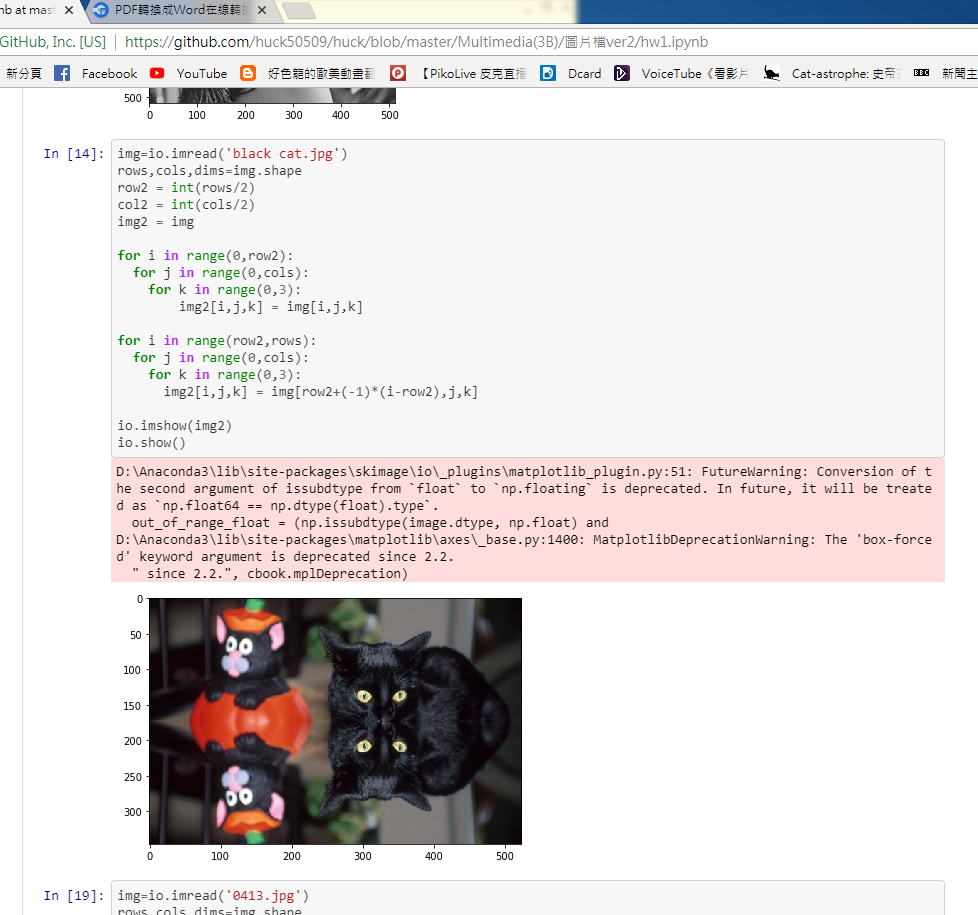 nb at mast
PDF轉換成Word在線轉換
GitHub, Inc. [US] | https://github.com/huck50509/huck/blob/master/Multimedia(3B)/圖片檔ver2/hw1.ipynb
新分頁 Facebook YouTube 好色龍的歐美動畫翻 【PikoLive 皮克直播 Dcard VoiceTube《看影片 Cat-astrophe: 史帝 BBC 新聞主
500
0 100 200 300 400 500
In [14]: img=io.imread('black cat.jpg')
rows,cols,dims=img.shape
row2 = int(rows/2)
col2 = int(cols/2)
img2 = img
for i in range(0,row2):
for j in range(0,cols):
for k in range(0,3):
img2[i,j,k] = img[i,j,k]
for i in range(row2,rows):
for j in range(0,cols):
for k in range(0,3):
img2[i,j,k] = img[row2+(-1)*(i-row2),j,k]
io.imshow(img2)
io.show()
D:\Anaconda3\lib\site-packages\skimage\io\_plugins\matplotlib_plugin.py:51: FutureWarning: Conversion of t
he second argument of issubdtype from `float` to `np.floating` is deprecated. In future, it will be treate
d as `np.float64 == np.dtype(float).type`.
out_of_range_float = (np.issubdtype(image.dtype, np.float) and
D:\Anaconda3\lib\site-packages\matplotlib\axes\_base.py:1400: MatplotlibDeprecationWarning: The 'box-force
d' keyword argument is deprecated since 2.2.
" since 2.2.", cbook.mplDeprecation)
0
50
100
150
200
250
300
0 100 200 300 400 500
In [19]: img=io.imread('0413.jpg')
rows,cols,dims=img.shape